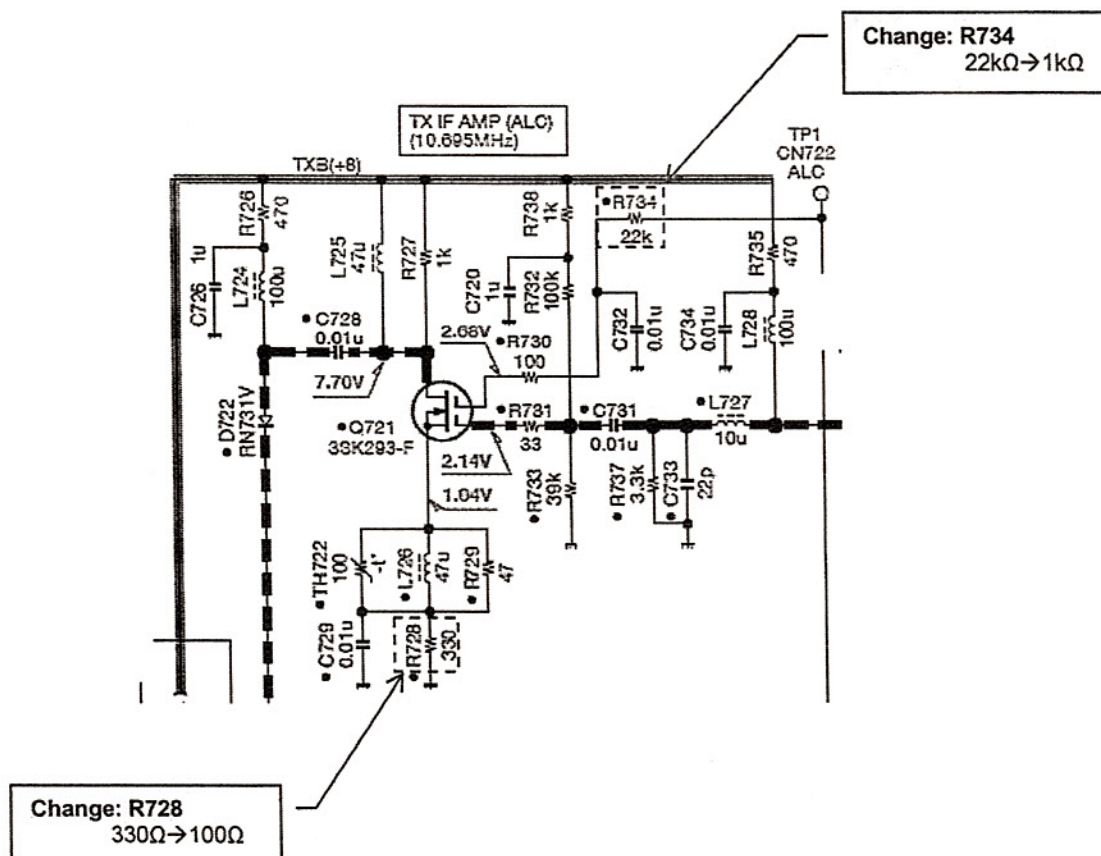 Change: R734
22kΩ→1kΩ
TX IF AMP (ALC)
(10.695MHz)
TP1
CN722
ALC
TXB(+8)
R726
470
L725
47u
R727
1k
R738
1k
R734
22k
R735
470
C726
1u
L724
100u
C720
1u
R732
100k
C732
0.01u
C734
0.01u
L728
100u
C728
0.01u
2.68V
R730
100
7.70V
D722
RN731V
Q721
3SK293-F
R731
33
C731
0.01u
L727
10u
2.14V
R733
39k
R737
3.3k
C733
22p
1.04V
TH722
100
-t°
L726
47u
R729
47
C729
0.01u
R728
330
Change: R728
330Ω→100Ω